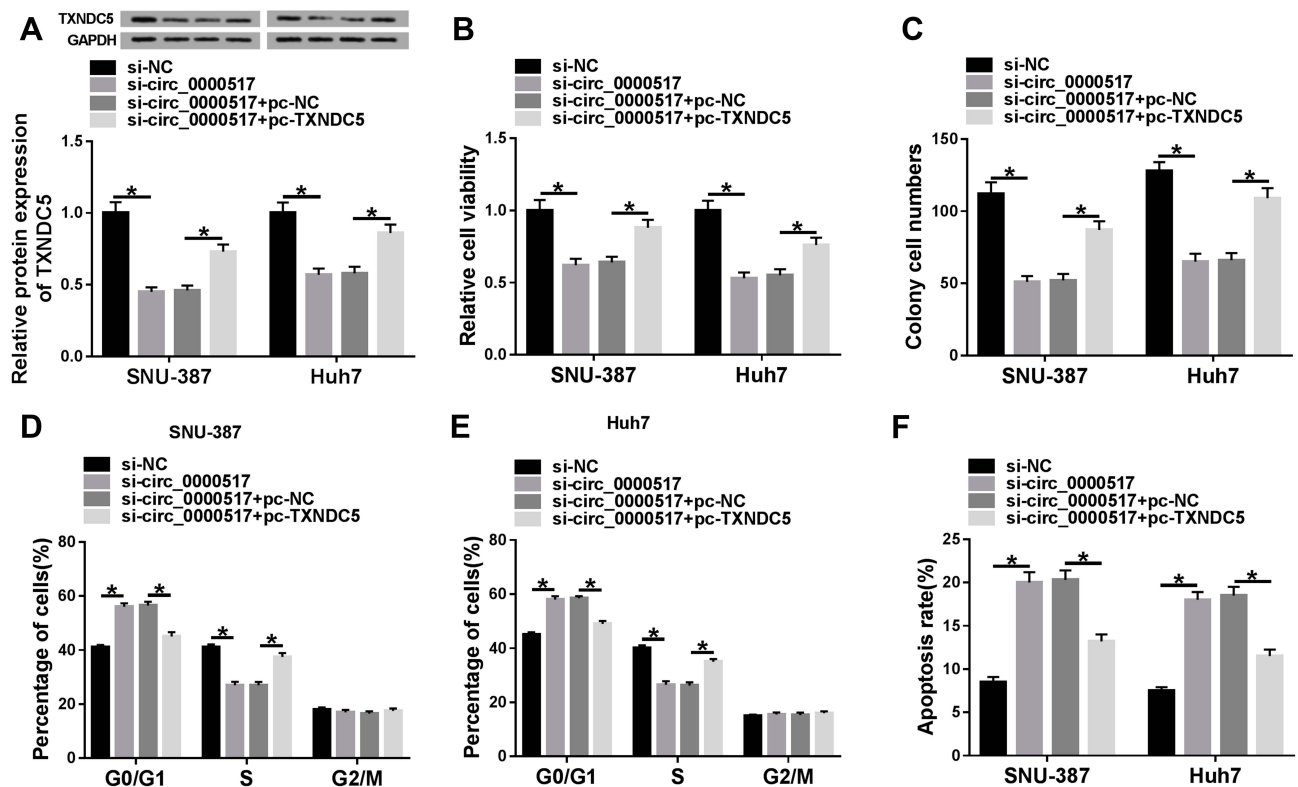 A
TXNDC5
GAPDH
si-NC
si-circ_0000517
si-circ_0000517+pc-NC
si-circ_0000517+pc-TXNDC5
Relative protein expression
of TXNDC5
1.5
1.0
0.5
0.0
* * * *
SNU-387 Huh7
B
si-NC
si-circ_0000517
si-circ_0000517+pc-NC
si-circ_0000517+pc-TXNDC5
Relative cell viability
1.5
1.0
0.5
0.0
* * * *
SNU-387 Huh7
C
si-NC
si-circ_0000517
si-circ_0000517+pc-NC
si-circ_0000517+pc-TXNDC5
Colony cell numbers
150
100
50
0
* * * *
SNU-387 Huh7
D
SNU-387
si-NC
si-circ_0000517
si-circ_0000517+pc-NC
si-circ_0000517+pc-TXNDC5
Percentage of cells(%)
80
60
40
20
0
* * * *
G0/G1 S G2/M
E
Huh7
si-NC
si-circ_0000517
si-circ_0000517+pc-NC
si-circ_0000517+pc-TXNDC5
Percentage of cells(%)
80
60
40
20
0
* * * *
G0/G1 S G2/M
F
si-NC
si-circ_0000517
si-circ_0000517+pc-NC
si-circ_0000517+pc-TXNDC5
Apoptosis rate(%)
25
20
15
10
5
0
* * * *
SNU-387 Huh7